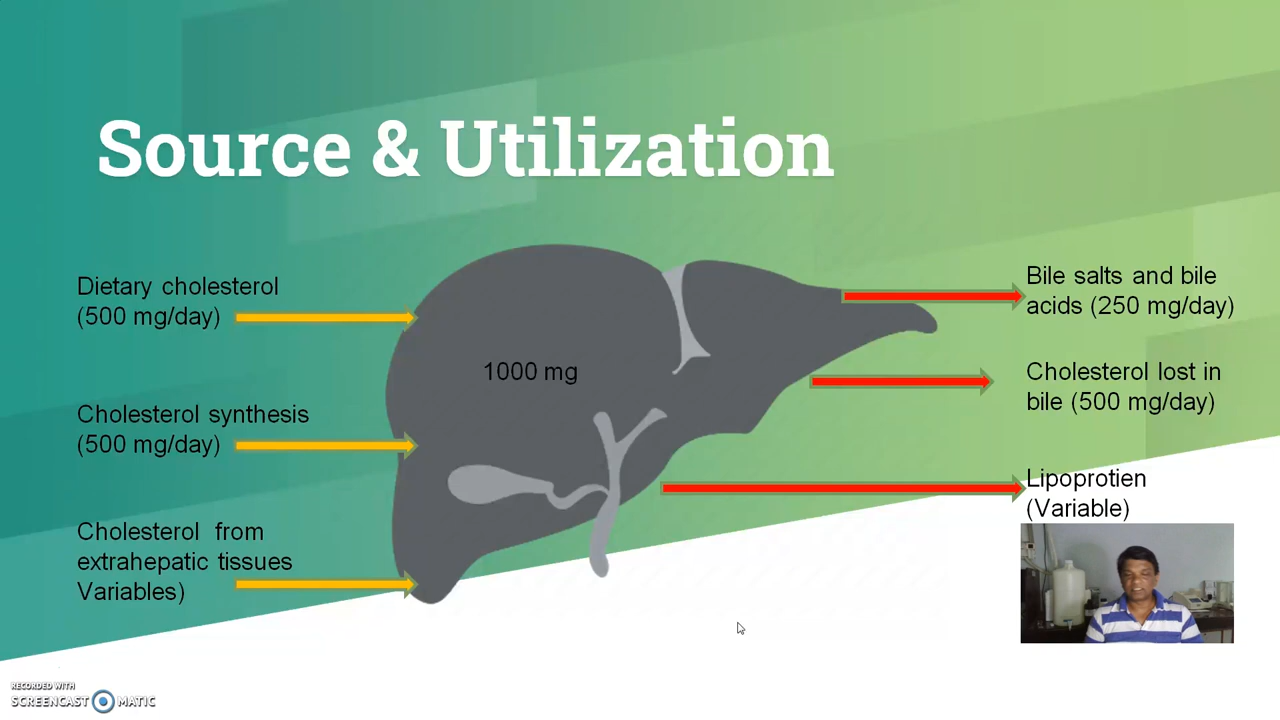 Source & Utilization
Dietary cholesterol
(500 mg/day)
Cholesterol synthesis
(500 mg/day)
Cholesterol from
extrahepatic tissues
Variables)
1000 mg
Bile salts and bile
acids (250 mg/day)
Cholesterol lost in
bile (500 mg/day)
Lipoprotien
(Variable)
RECORDED WITH
SCREENCAST MATIC